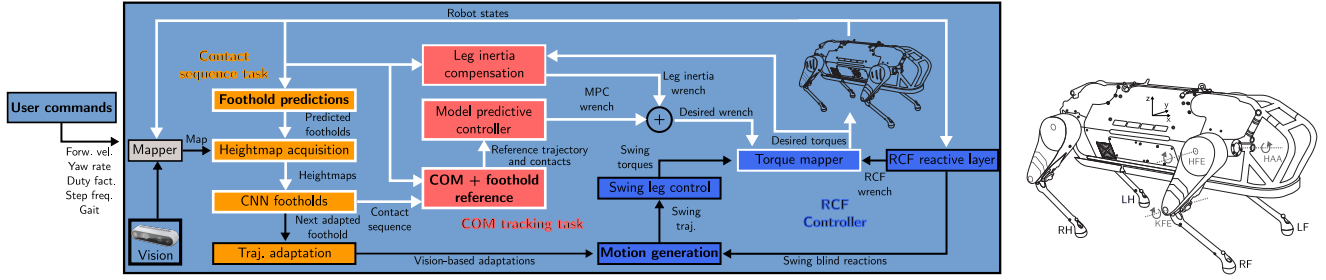 Robot states
Contact
sequence task
Leg inertia
compensation
Leg inertia
wrench
User commands
Foothold predictions
MPC
wrench
Model predictive
controller
Desired wrench
Predicted
footholds
Forw. vel.
Yaw rate
Duty fact.
Step freq.
Gait
Mapper
Map
Heightmap acquisition
Reference trajectory
and contacts
Swing
torques
Desired torques
Torque mapper
RCF reactive layer
Heightmaps
COM + foothold
reference
RCF
wrench
CNN footholds
Swing leg control
Next adapted
foothold
Contact
sequence
COM tracking task
Swing
traj.
RCF
Controller
Vision
Traj. adaptation
Vision-based adaptations
Motion generation
Swing blind reactions
z
y
x
HFE
HAA
KFE
LH
RH
LF
RF